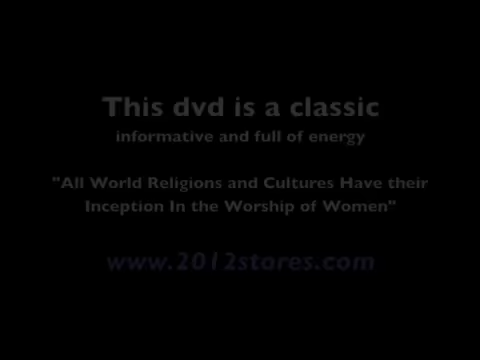 This dvd is a classic
informative and full of energy
"All World Religions and Cultures Have their
Inception In the Worship of Women"
www.2012stores.com